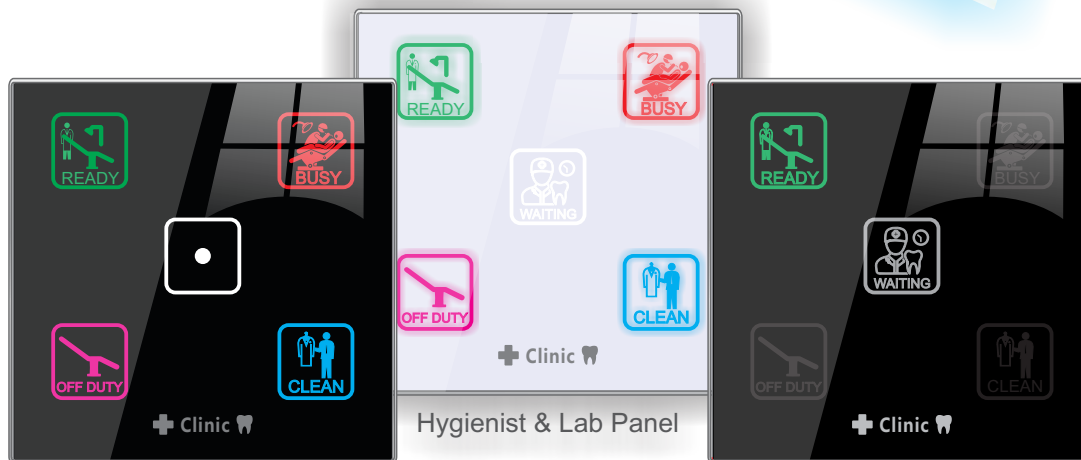 READY
BUSY
OFF DUTY
CLEAN
Clinic
READY
BUSY
WAITING
OFF DUTY
CLEAN
Clinic
Hygienist & Lab Panel
READY
BUSY
WAITING
OFF DUTY
CLEAN
Clinic